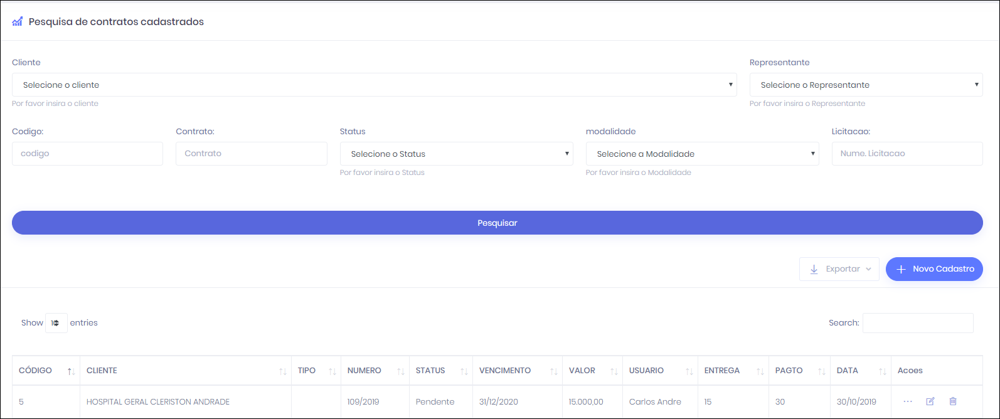 Pesquisa de contratos cadastrados
Cliente Representante
Selecione o cliente Selecione o Representante
Por favor insira o cliente Por favor insira o Representante
Codigo: Contrato: Status modalidade Licitacao:
codigo Contrato Selecione o Status Selecione a Modalidade Nume. Licitacao
Por favor insira o Status Por favor insira o Modalidade
Pesquisar
Exportar Novo Cadastro
Show entries Search:
CÓDIGO CLIENTE TIPO NUMERO STATUS VENCIMENTO VALOR USUARIO ENTREGA PAGTO DATA Acoes
5 HOSPITAL GERAL CLERISTON ANDRADE 109/2019 Pendente 31/12/2020 15.000,00 Carlos Andre 15 30 30/10/2019